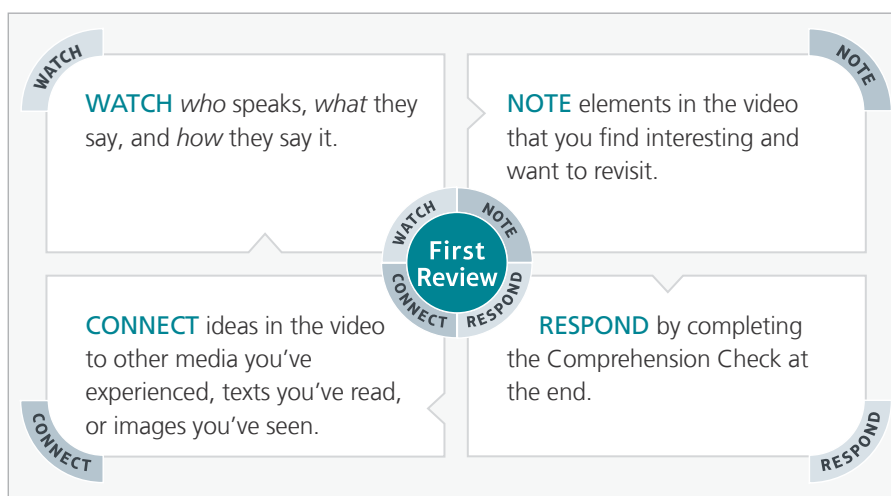 WATCH
WATCH who speaks, what they
say, and how they say it.
NOTE
NOTE elements in the video
that you find interesting and
want to revisit.
WATCH
NOTE
First
Review
CONNECT
RESPOND
CONNECT ideas in the video
to other media you’ve
experienced, texts you’ve read,
or images you’ve seen.
CONNECT
RESPOND by completing
the Comprehension Check at
the end.
RESPOND